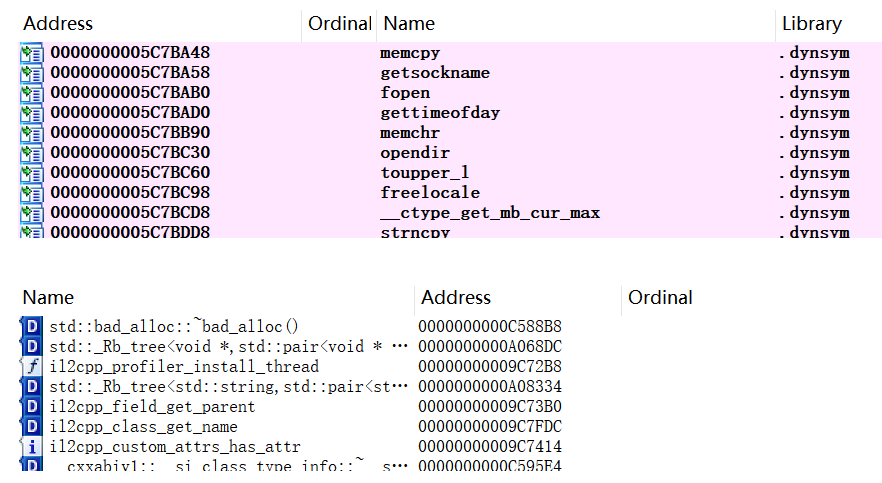 Address Ordinal Name Library
0000000005C7BA48 memcpy .dynsym
0000000005C7BA58 getsockname .dynsym
0000000005C7BAB0 fopen .dynsym
0000000005C7BAD0 gettimeofday .dynsym
0000000005C7BB90 memchr .dynsym
0000000005C7BC30 opendir .dynsym
0000000005C7BC60 toupper_l .dynsym
0000000005C7BC98 freelocale .dynsym
0000000005C7BCD8 __ctype_get_mb_cur_max .dynsym
0000000005C7BDD8 strncpy .dynsym
Name Address Ordinal
D std::bad_alloc::~bad_alloc() 0000000000C588B8
D std::_Rb_tree<void *,std::pair<void * … 0000000000A068DC
f il2cpp_profiler_install_thread 00000000009C72B8
D std::_Rb_tree<std::string,std::pair<st… 0000000000A08334
D il2cpp_field_get_parent 00000000009C73B0
D il2cpp_class_get_name 00000000009C7FDC
i il2cpp_custom_attrs_has_attr 00000000009C7414
D __cxxabiv1::__si_class_type_info::~__s… 0000000000C595E4